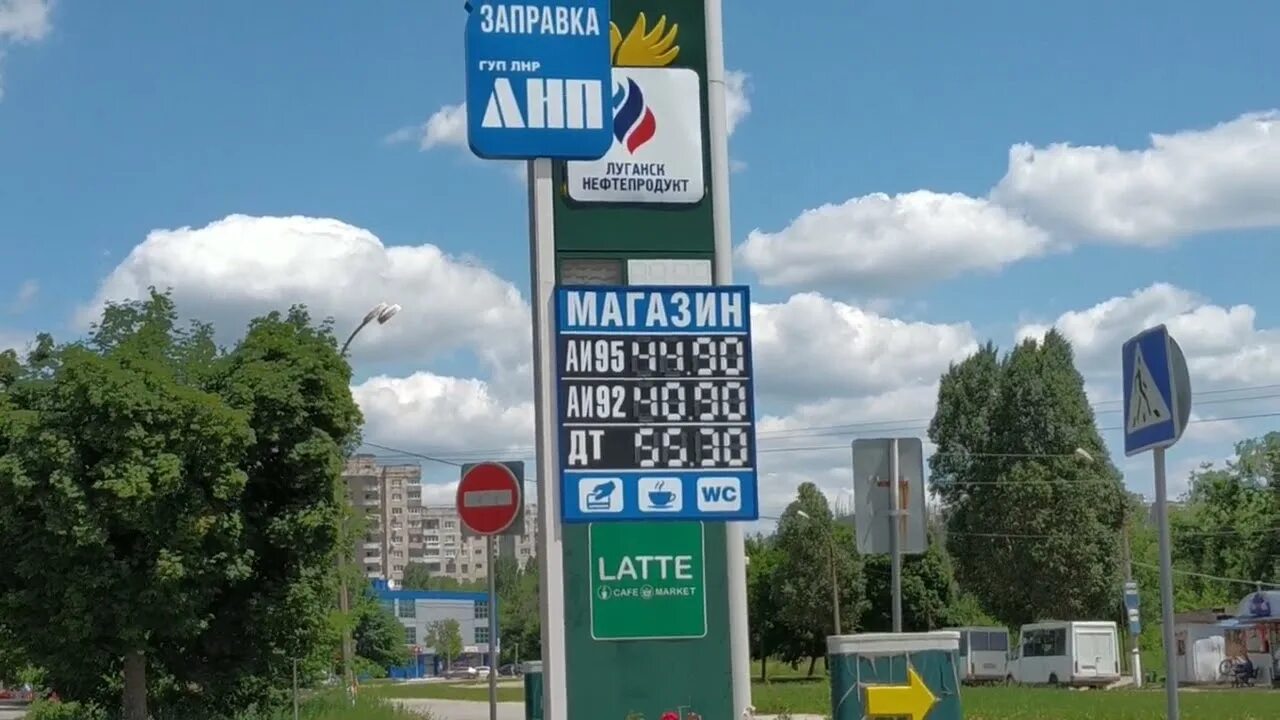 ЗАПРАВКА
ГУП ЛНР
ЛНП
ЛУГАНСК
НЕФТЕПРОДУКТ
МАГАЗИН
АИ95 44.90
АИ92 40.90
ДТ 55.30
WC
LATTE
CAFE MARKET